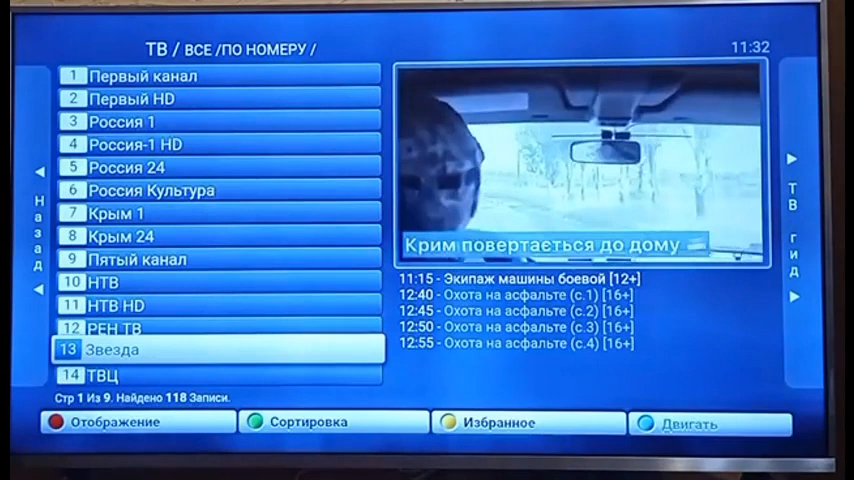 ТВ / ВСЕ /ПО НОМЕРУ /
11:32
1 Первый канал
2 Первый HD
3 Россия 1
4 Россия-1 HD
5 Россия 24
6 Россия Культура
7 Крым 1
8 Крым 24
9 Пятый канал
10 НТВ
11 НТВ HD
12 РЕН ТВ
13 Звезда
14 ТВЦ
Стр 1 Из 9. Найдено 118 Записи.
Назад
Крим повертається до дому
11:15 - Экипаж машины боевой [12+]
12:40 - Охота на асфальте (с.1) [16+]
12:45 - Охота на асфальте (с.2) [16+]
12:50 - Охота на асфальте (с.3) [16+]
12:55 - Охота на асфальте (с.4) [16+]
ТВ гид
Отображение
Сортировка
Избранное
Двигать